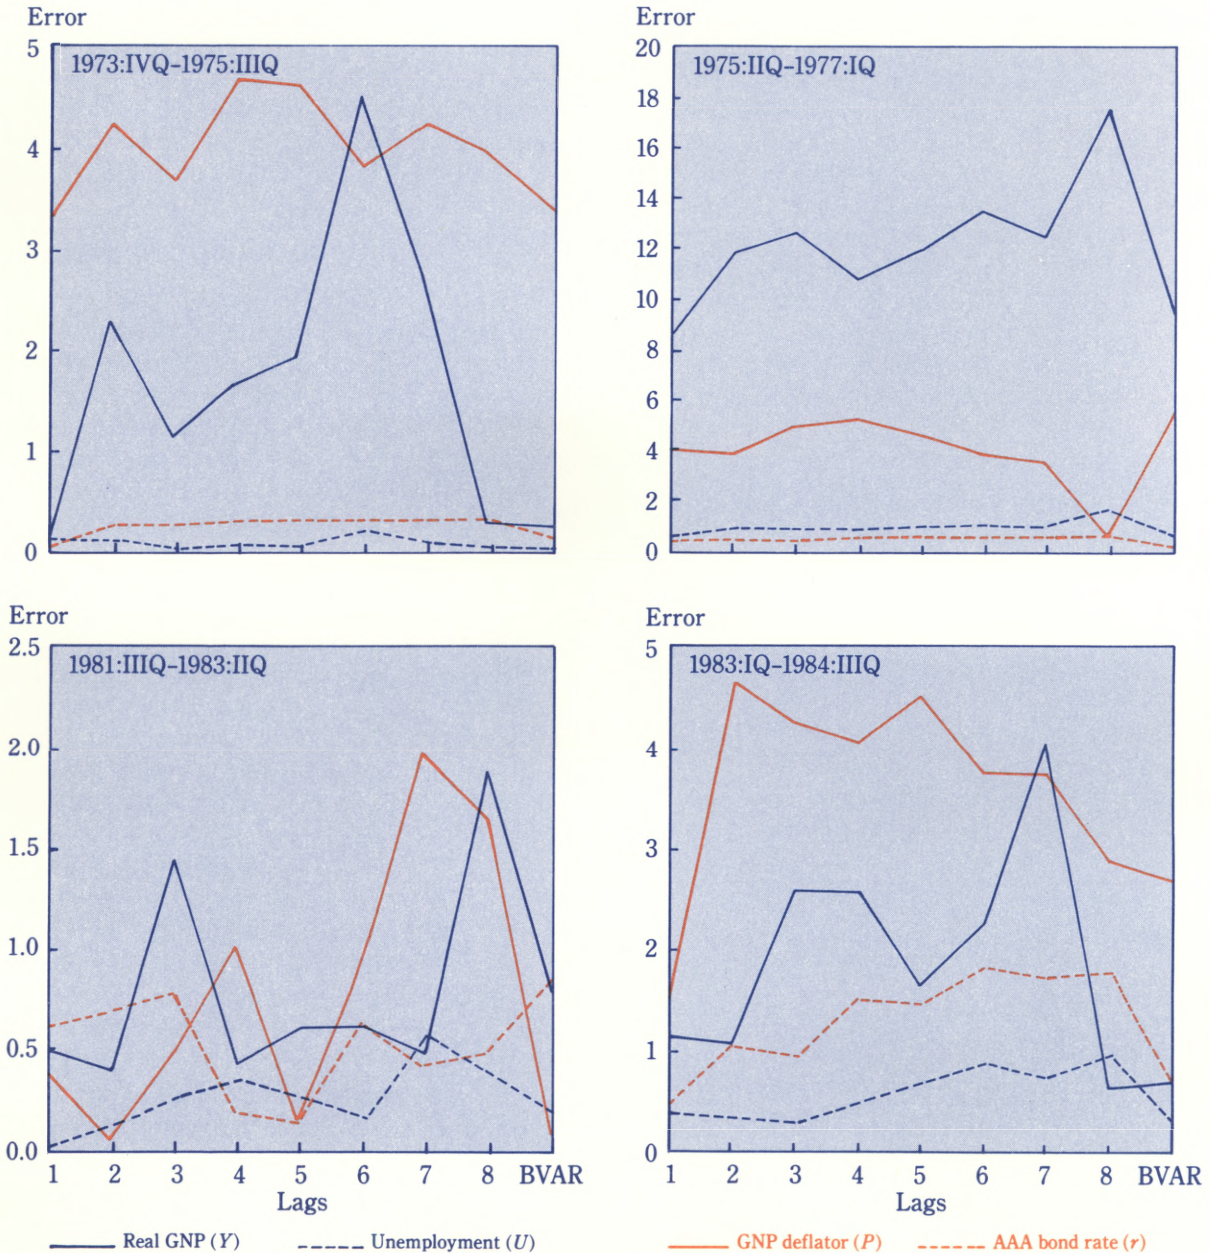 Error
5
4
3
2
1
0
1973:IVQ–1975:IIIQ
Error
20
18
16
14
12
10
8
6
4
2
0
1975:IIQ–1977:IQ
Error
2.5
2.0
1.5
1.0
0.5
0.0
1981:IIIQ–1983:IIQ
1 2 3 4 5 6 7 8 BVAR
Lags
Error
5
4
3
2
1
0
1983:IQ–1984:IIIQ
1 2 3 4 5 6 7 8 BVAR
Lags
Real GNP (Y) Unemployment (U) GNP deflator (P) AAA bond rate (r)